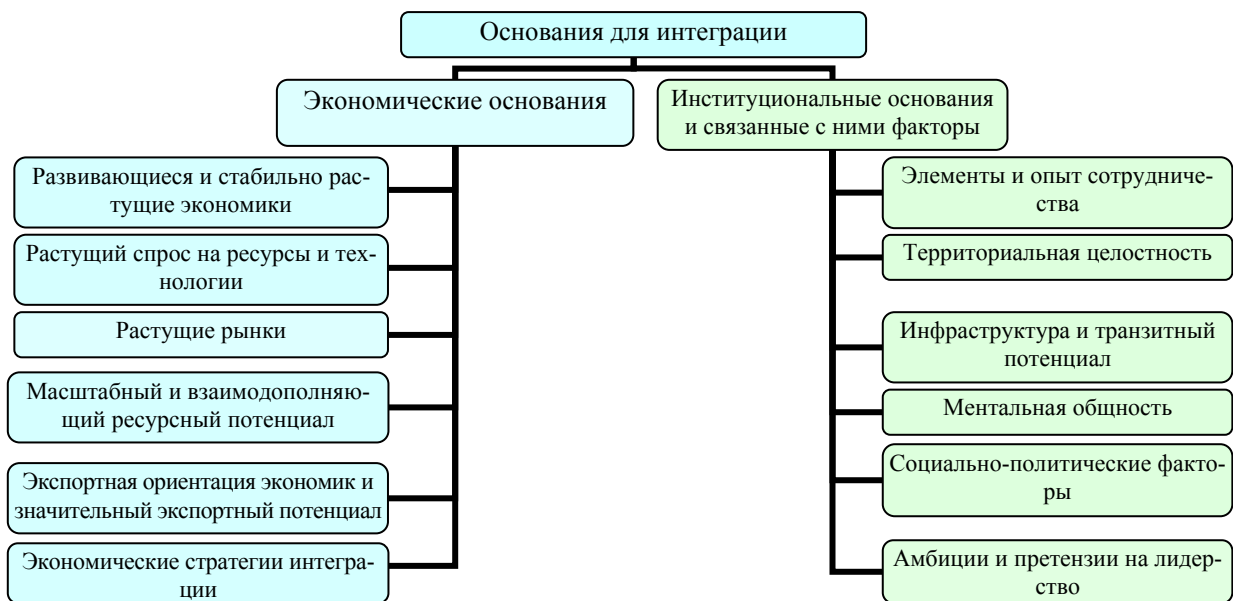 Основания для интеграции
Экономические основания
Институциональные основания
и связанные с ними факторы
Развивающиеся и стабильно рас-
тущие экономики
Растущий спрос на ресурсы и тех-
нологии
Растущие рынки
Масштабный и взаимодополняю-
щий ресурсный потенциал
Экспортная ориентация экономик и
значительный экспортный потенциал
Экономические стратегии интегра-
ции
Элементы и опыт сотрудниче-
ства
Территориальная целостность
Инфраструктура и транзитный
потенциал
Ментальная общность
Социально-политические факто-
ры
Амбиции и претензии на лидер-
ство